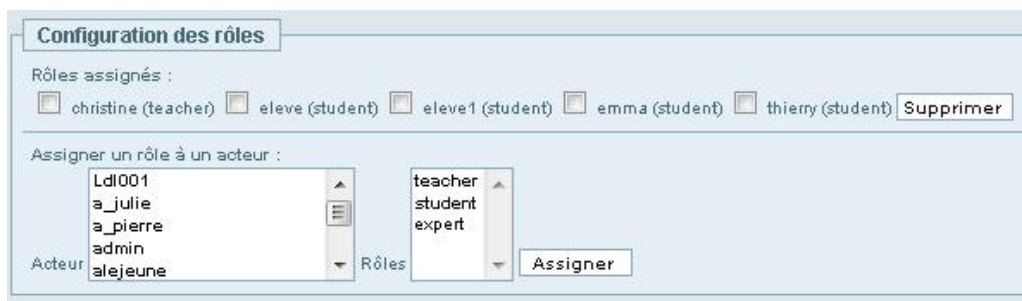 Configuration des rôles
Rôles assignés :
christine (teacher) eleve (student) eleve1 (student) emma (student) thierry (student) Supprimer
Assigner un rôle à un acteur :
Ldl001
a_julie
a_pierre
admin
alejeune
Acteur
teacher
student
expert
Rôles
Assigner